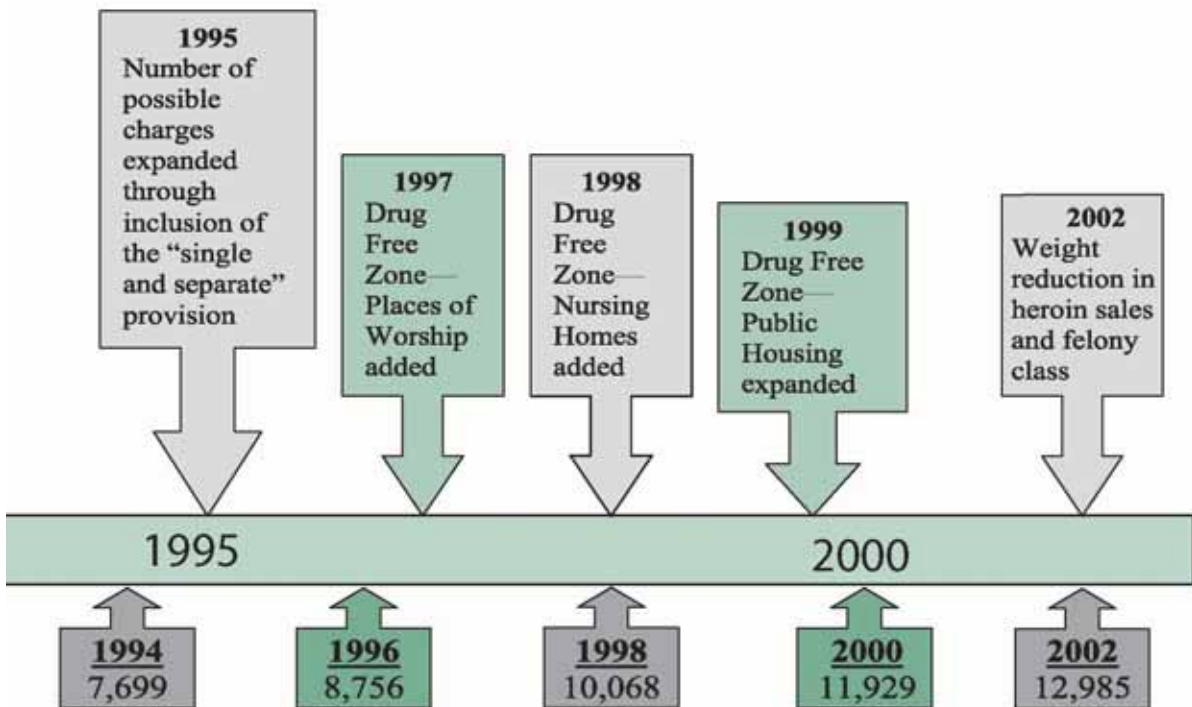 1995
Number of
possible
charges
expanded
through
inclusion of
the “single
and separate”
provision
1997
Drug
Free
Zone—
Places of
Worship
added
1998
Drug
Free
Zone—
Nursing
Homes
added
1999
Drug Free
Zone—
Public
Housing
expanded
2002
Weight
reduction in
heroin sales
and felony
class
1995
2000
1994
7,699
1996
8,756
1998
10,068
2000
11,929
2002
12,985